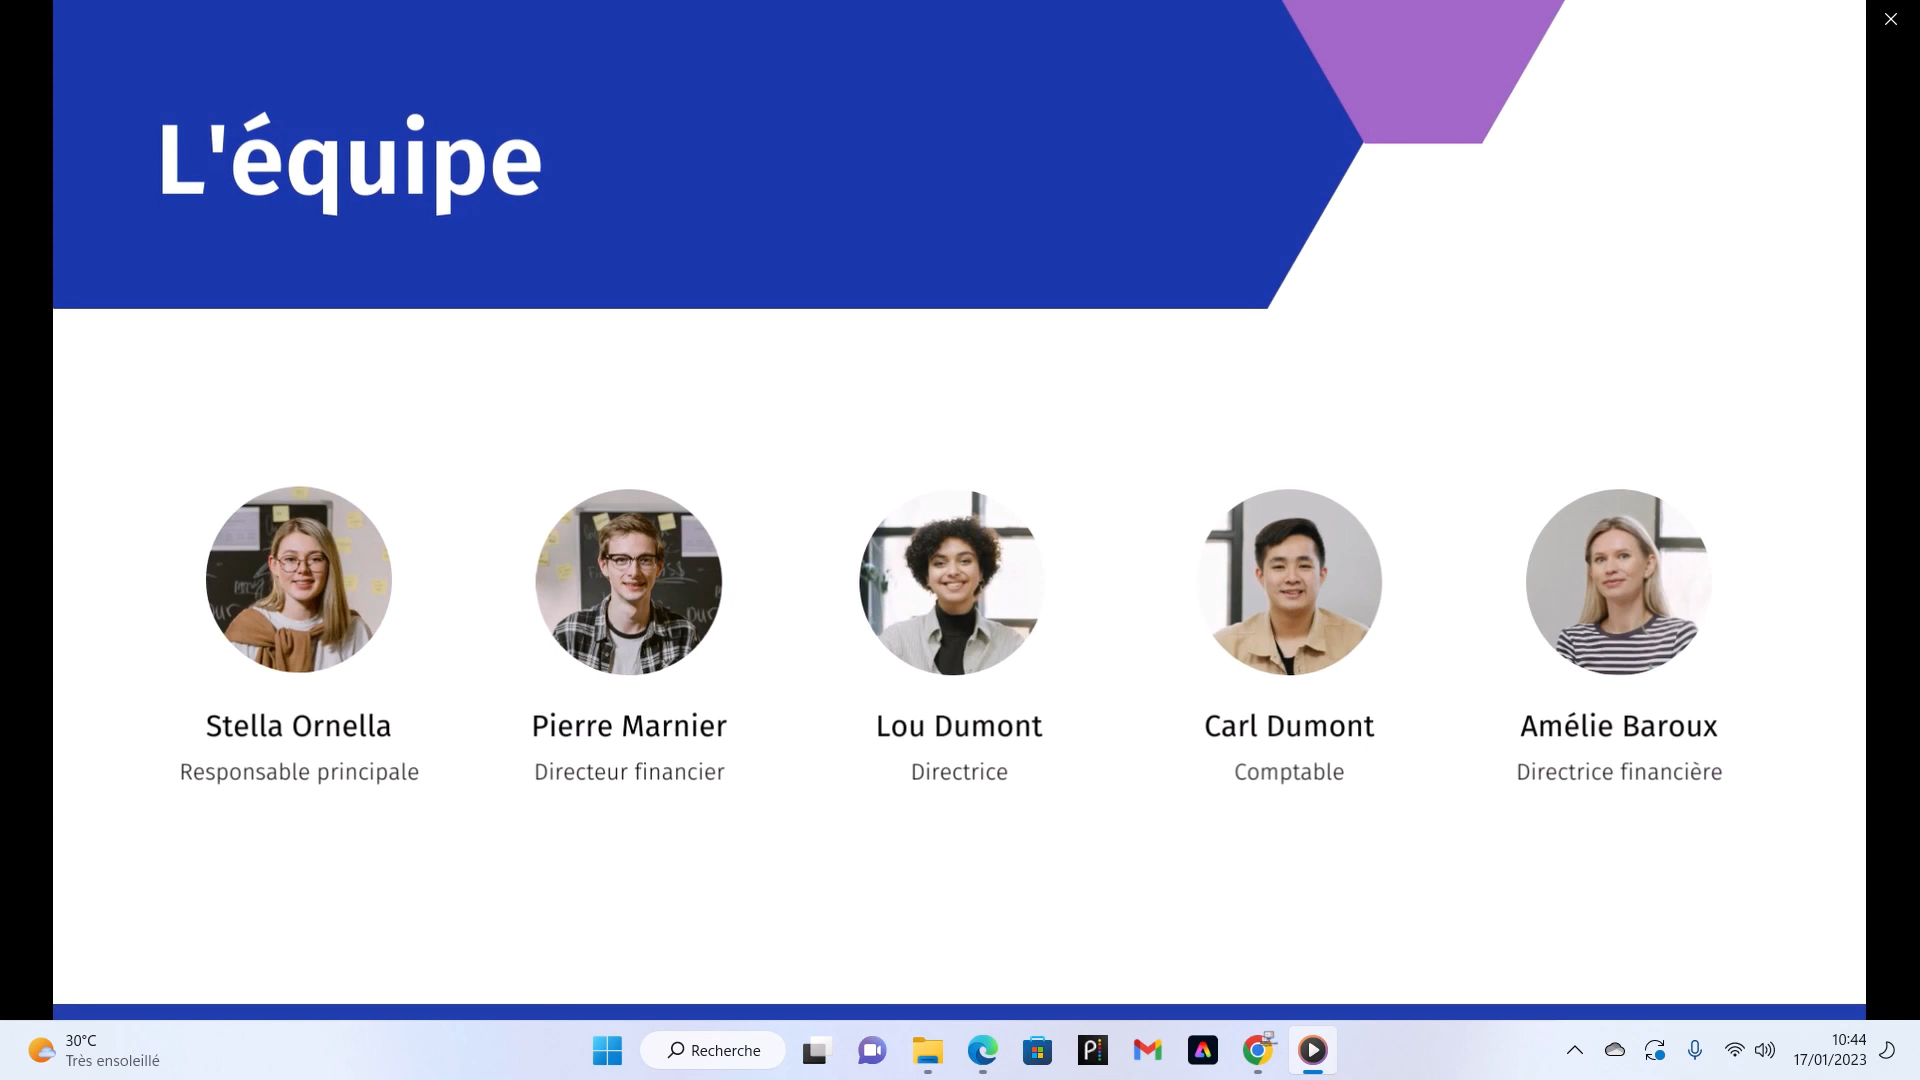 L'équipe
Stella Ornella
Responsable principale
Pierre Marnier
Directeur financier
Lou Dumont
Directrice
Carl Dumont
Comptable
Amélie Baroux
Directrice financière
30°C
Très ensoleillé
Recherche
10:44
17/01/2023